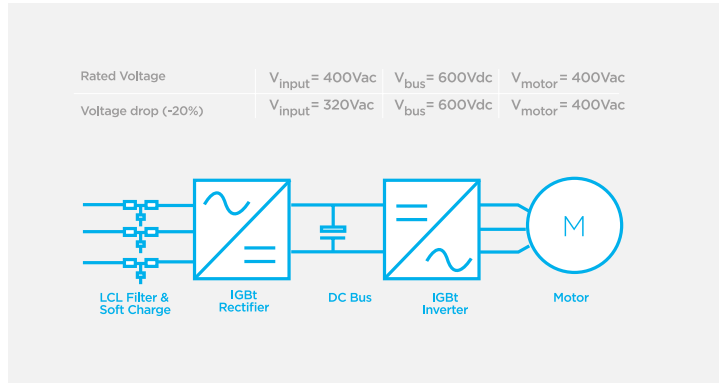 Rated Voltage Vinput= 400Vac Vbus= 600Vdc Vmotor= 400Vac
Voltage drop (-20%) Vinput= 320Vac Vbus= 600Vdc Vmotor= 400Vac
M
LCL Filter &
Soft Charge
IGBt
Rectifier
DC Bus
IGBt
Inverter
Motor